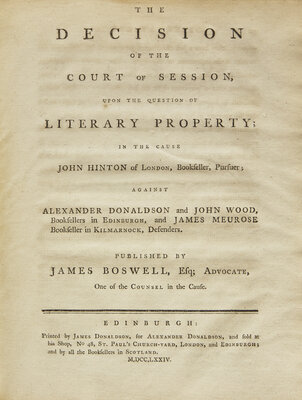 THE
DECISION
OF THE
COURT OF SESSION,
UPON THE QUESTION OF
LITERARY PROPERTY;
IN THE CAUSE
JOHN HINTON of LONDON, Bookseller, Pursuer;
AGAINST
ALEXANDER DONALDSON and JOHN WOOD,
Booksellers in EDINBURGH, and JAMES MEUROSE
Bookseller in KILMARNOCK, Defenders.
PUBLISHED BY
JAMES BOSWELL, Esq; ADVOCATE,
One of the COUNSEL in the Cause.
EDINBURGH:
Printed by JAMES DONALDSON, for ALEXANDER DONALDSON, and sold at
his Shop, No 48, ST. PAUL'S CHURCH-YARD, LONDON, and EDINBURGH;
and by all the Booksellers in SCOTLAND.
M,DCC,LXXIV.